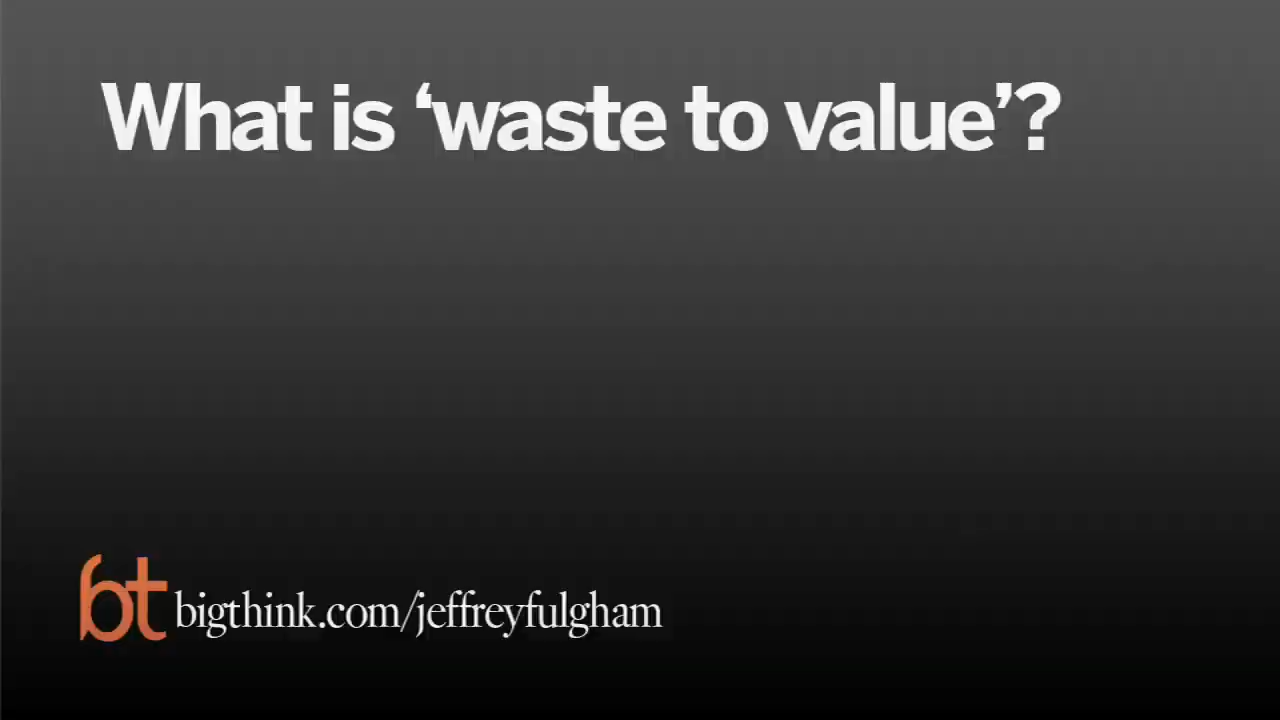 What is ‘waste to value’?
bt bigthink.com/jeffreyfulgham